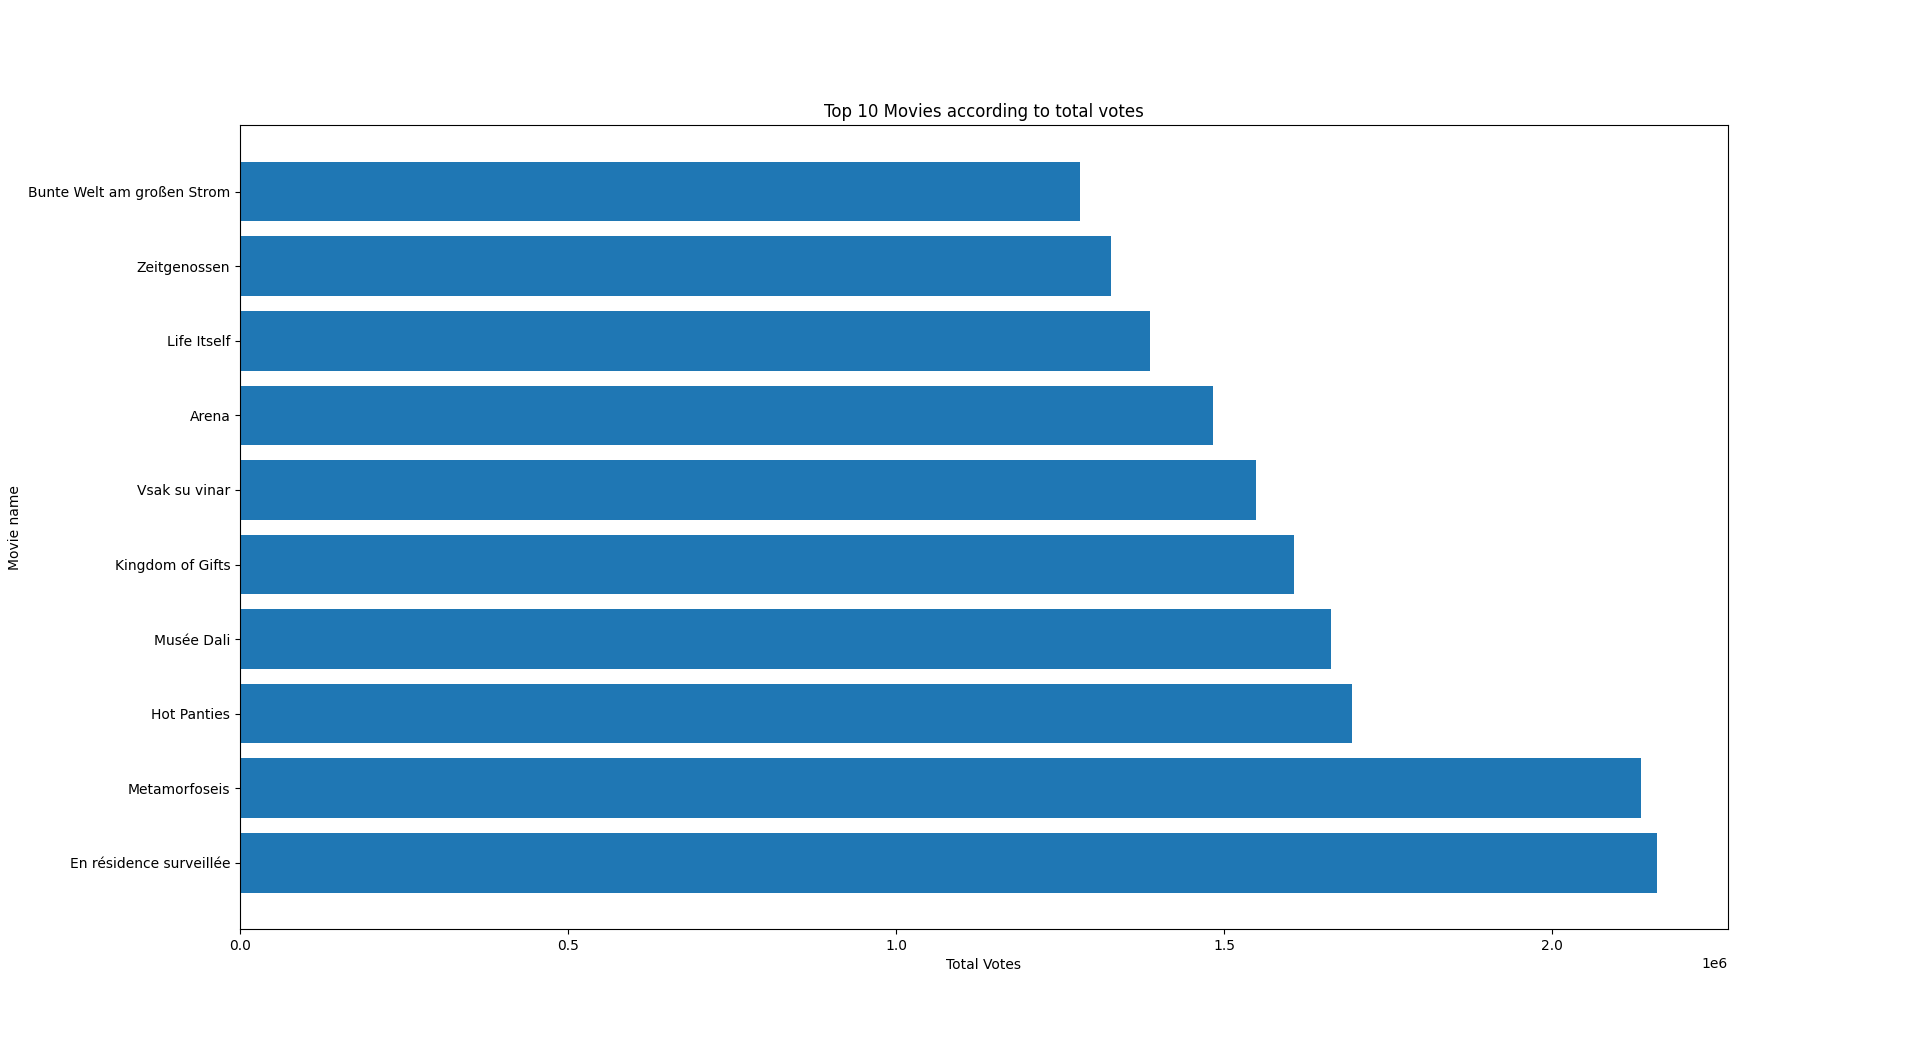 Top 10 Movies according to total votes
Bunte Welt am großen Strom
Zeitgenossen
Life Itself
Arena
Vsak su vinar
Kingdom of Gifts
Musée Dali
Hot Panties
Metamorfoseis
En résidence surveillée
Movie name
0.0 0.5 1.0 1.5 2.0
Total Votes
1e6